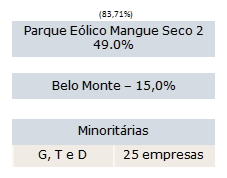 (83,71%)
Parque Eólico Mangue Seco 2
49.0%
Belo Monte – 15,0%
Minoritárias
G, T e D 25 empresas